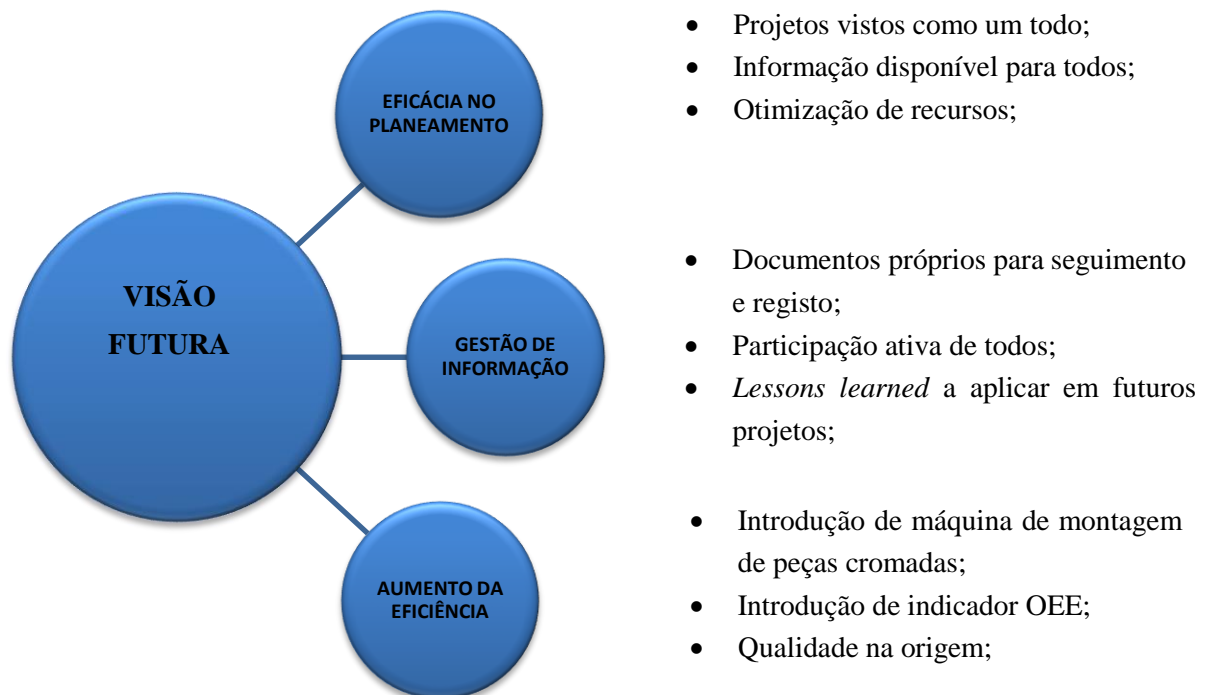 VISÃO
FUTURA
EFICÁCIA NO
PLANEAMENTO
• Projetos vistos como um todo;
• Informação disponível para todos;
• Otimização de recursos;
GESTÃO DE
INFORMAÇÃO
• Documentos próprios para seguimento
e registo;
• Participação ativa de todos;
• Lessons learned a aplicar em futuros
projetos;
AUMENTO DA
EFICIÊNCIA
• Introdução de máquina de montagem
de peças cromadas;
• Introdução de indicador OEE;
• Qualidade na origem;